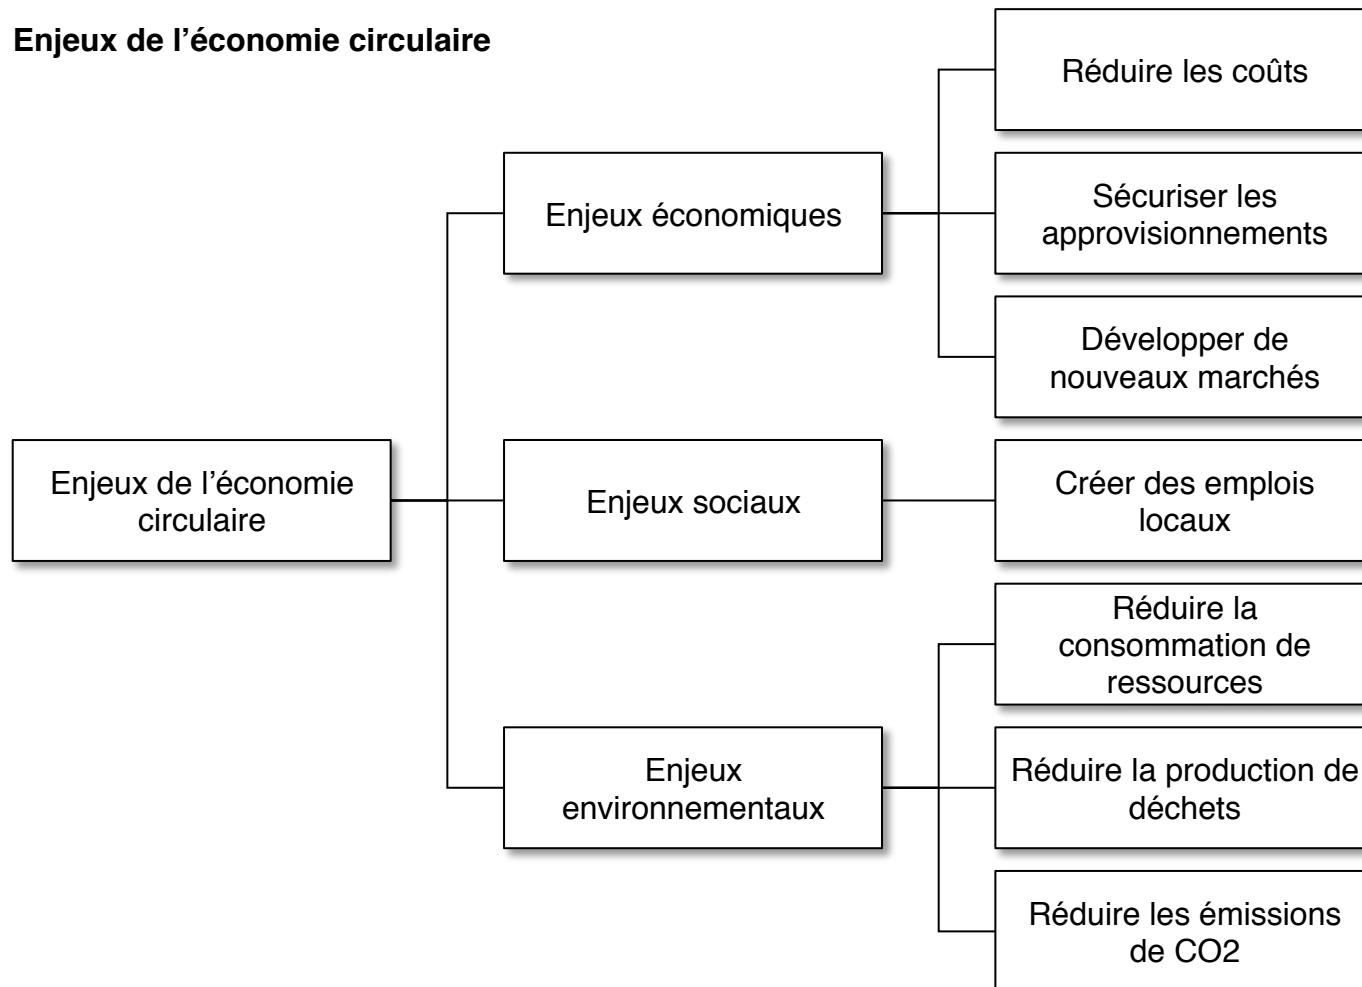 Enjeux de l’économie circulaire
Réduire les coûts
Enjeux économiques
Sécuriser les
approvisionnements
Développer de
nouveaux marchés
Enjeux de l’économie
circulaire
Enjeux sociaux
Créer des emplois
locaux
Réduire la
consommation de
ressources
Enjeux
environnementaux
Réduire la production de
déchets
Réduire les émissions
de CO2